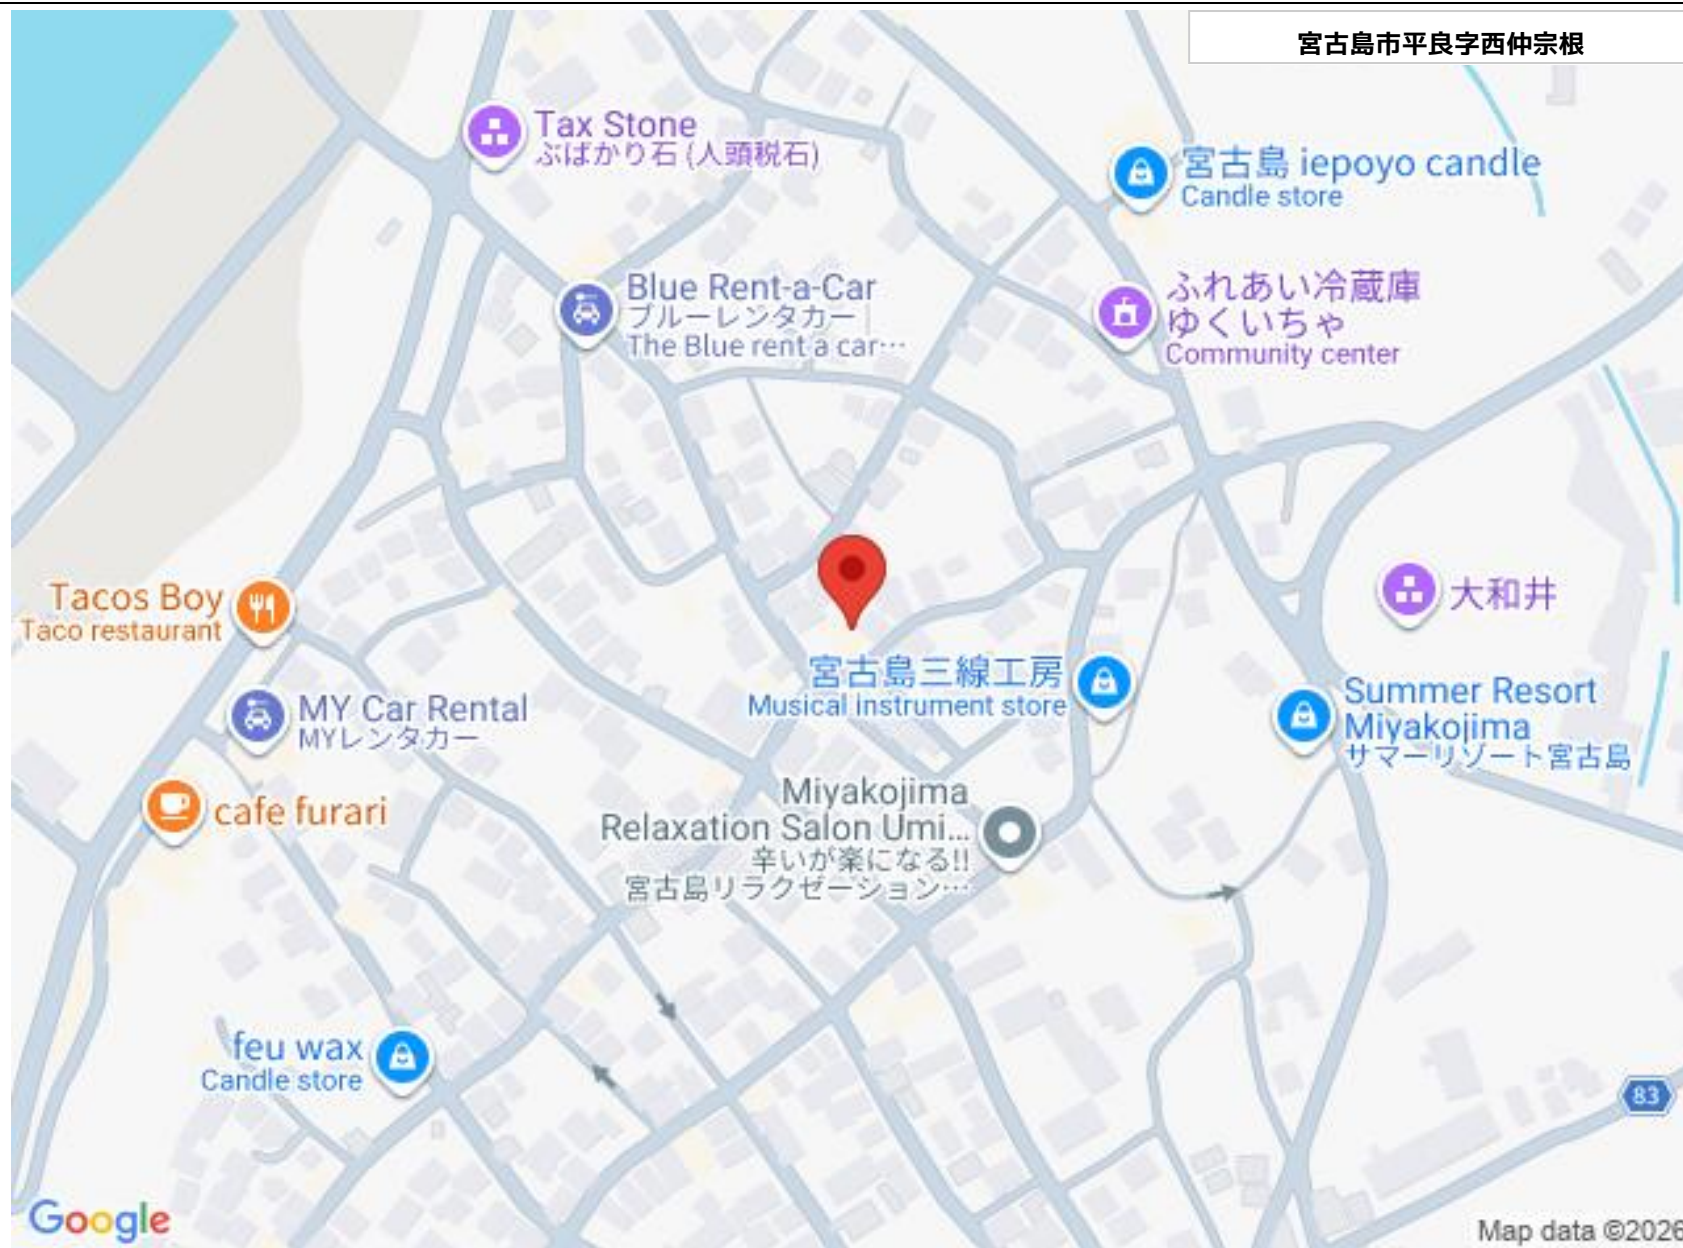 宮古島市平良字西仲宗根
Tax Stone
ぶばかり石 (人頭税石)
宮古島 iepoyo candle
Candle store
Blue Rent-a-Car
ブルーレンタカー |
The Blue rent a car…
ふれあい冷蔵庫
ゆくいちゃ
Community center
Tacos Boy
Taco restaurant
大和井
宮古島三線工房
Musical instrument store
Summer Resort
Miyakojima
サマーリゾート宮古島
MY Car Rental
MYレンタカー
cafe furari
Miyakojima
Relaxation Salon Umi...
辛いが楽になる!!
宮古島リラクゼーション…
feu wax
Candle store
83
Google
Map data ©2026